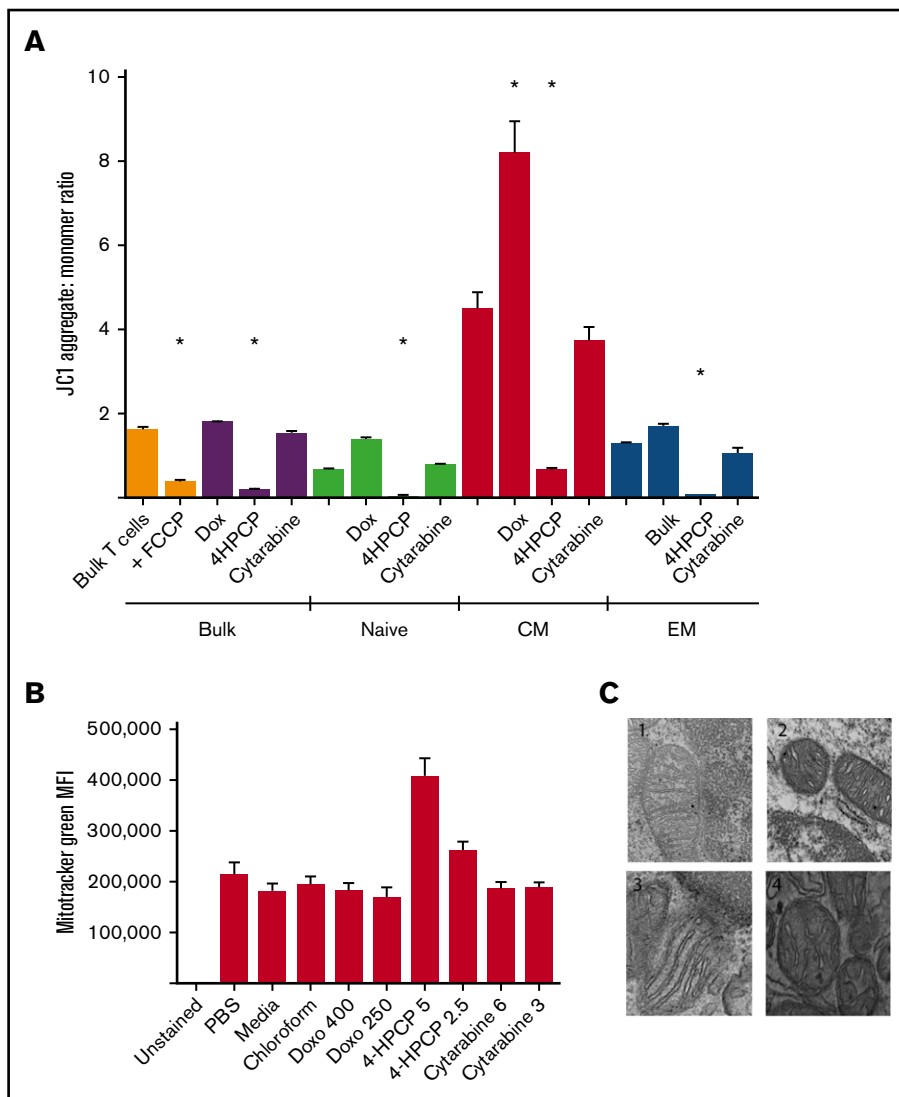 A
JC1 aggregate: monomer ratio
10
8
6
4
2
* * * * * *
Bulk T cells
+ FCCP
Dox
4HPCP
Cytarabine
Dox
4HPCP
Cytarabine
Dox
4HPCP
Cytarabine
Bulk
4HPCP
Cytarabine
Bulk Naive CM EM
B
Mitotracker green MFI
500,000
400,000
300,000
200,000
100,000
Unstained
PBS
Media
Chloroform
Doxo 400
Doxo 250
4-HPCP 5
4-HPCP 2.5
Cytarabine 6
Cytarabine 3
C
1
2
3
4